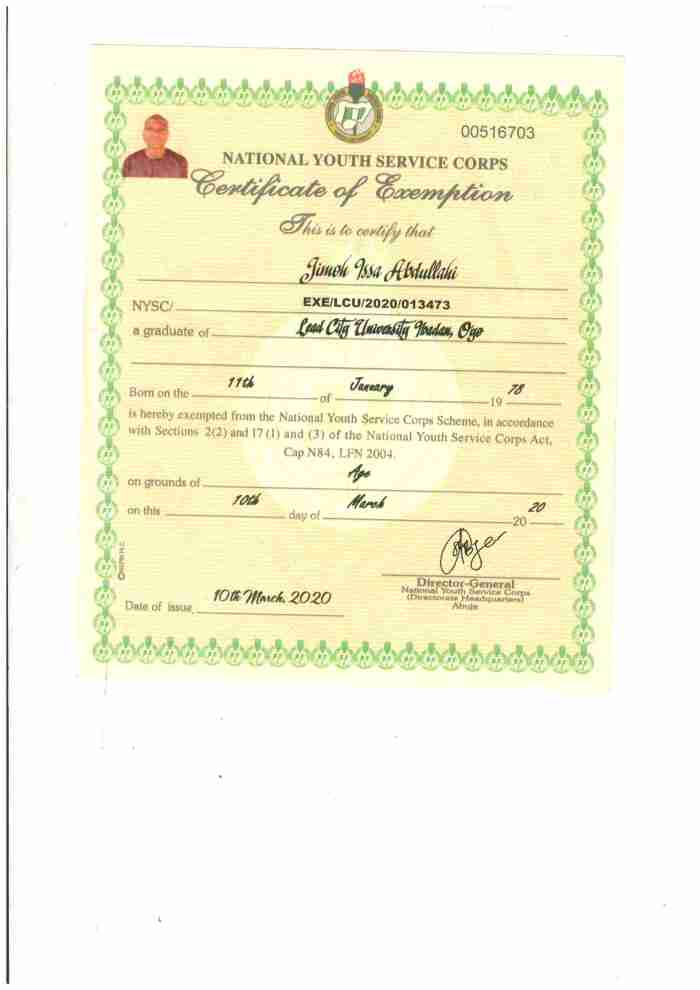 00516703
NATIONAL YOUTH SERVICE CORPS
Certificate of Exemption
This is to certify that
Jimoh Issa Abdullahi
NYSC/ EXE/LCU/2020/013473
a graduate of Lead City University Ibadan, Oyo
Born on the 11th of January 19 78
is hereby exempted from the National Youth Service Corps Scheme, in accordance
with Sections 2(2) and 17 (1) and (3) of the National Youth Service Corps Act,
Cap N84, LFN 2004.
on grounds of Age
on this 10th day of March 20 20
Director-General
National Youth Service Corps
(Directorate Headquarters)
Abuja
Date of issue 10th March, 2020